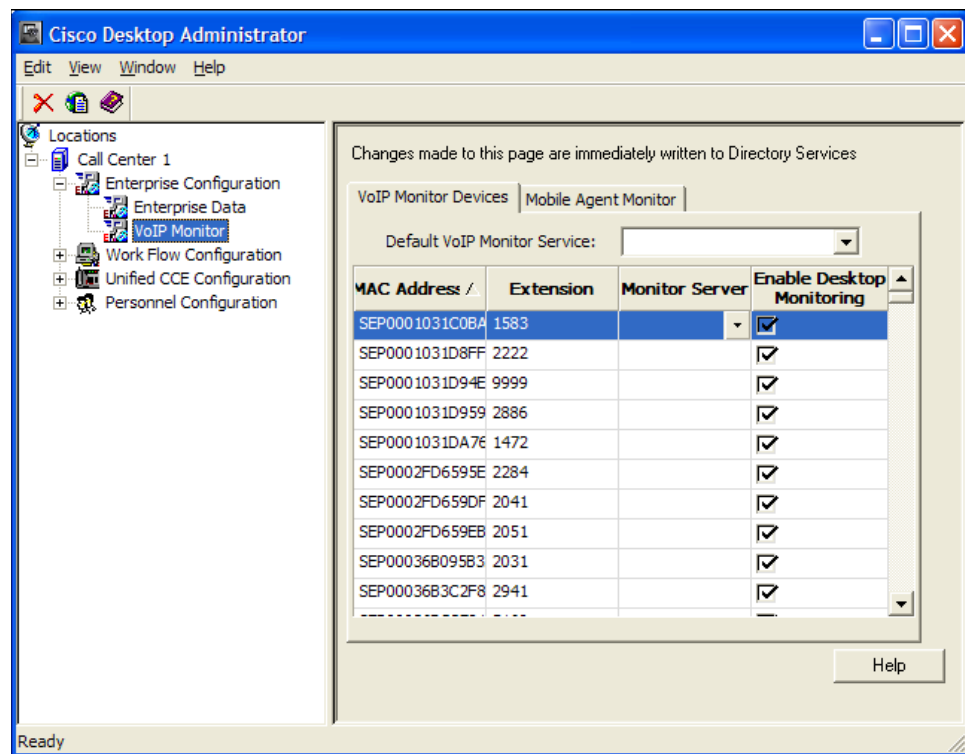 Cisco Desktop Administrator
Edit View Window Help
Locations
Call Center 1
Enterprise Configuration
Enterprise Data
VoIP Monitor
Work Flow Configuration
Unified CCE Configuration
Personnel Configuration
Changes made to this page are immediately written to Directory Services
VoIP Monitor Devices Mobile Agent Monitor
Default VoIP Monitor Service:
MAC Address Extension Monitor Server Enable Desktop Monitoring
SEP0001031C0BA 1583
SEP0001031D8FF 2222
SEP0001031D94E 9999
SEP0001031D959 2886
SEP0001031DA76 1472
SEP0002FD6595E 2284
SEP0002FD659DF 2041
SEP0002FD659EB 2051
SEP00036B095B3 2031
SEP00036B3C2F8 2941
Help
Ready